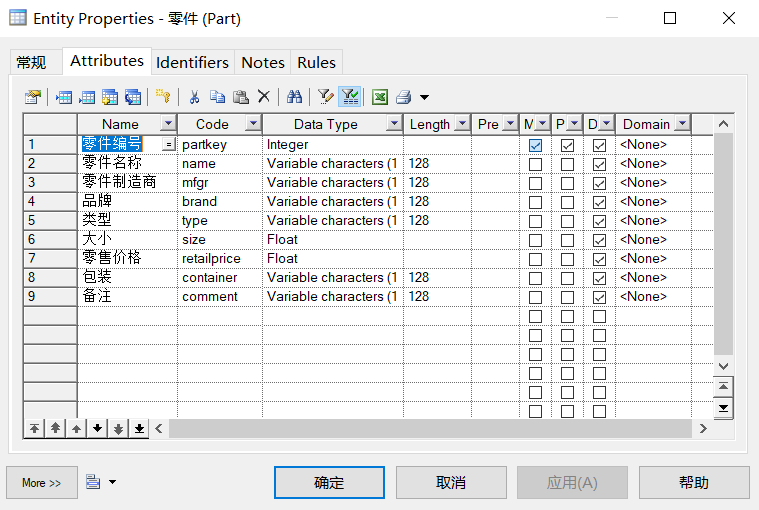 Entity Properties - 零件 (Part)
常规 Attributes Identifiers Notes Rules
Name Code Data Type Length Pre M P D Domain
1 零件编号 = partkey Integer <None>
2 零件名称 name Variable characters (1 128 <None>
3 零件制造商 mfgr Variable characters (1 128 <None>
4 品牌 brand Variable characters (1 128 <None>
5 类型 type Variable characters (1 128 <None>
6 大小 size Float <None>
7 零售价格 retailprice Float <None>
8 包装 container Variable characters (1 128 <None>
9 备注 comment Variable characters (1 128 <None>
More >> 确定 取消 应用(A) 帮助